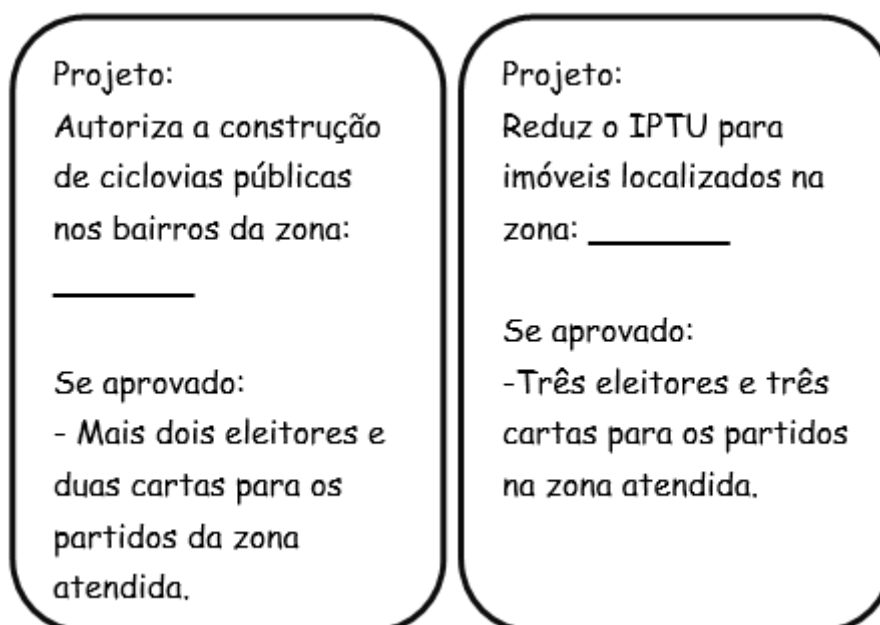 Projeto:
Autoriza a construção
de ciclovias públicas
nos bairros da zona:
________
Se aprovado:
- Mais dois eleitores e
duas cartas para os
partidos da zona
atendida.
Projeto:
Reduz o IPTU para
imóveis localizados na
zona: ________
Se aprovado:
-Três eleitores e três
cartas para os partidos
na zona atendida.